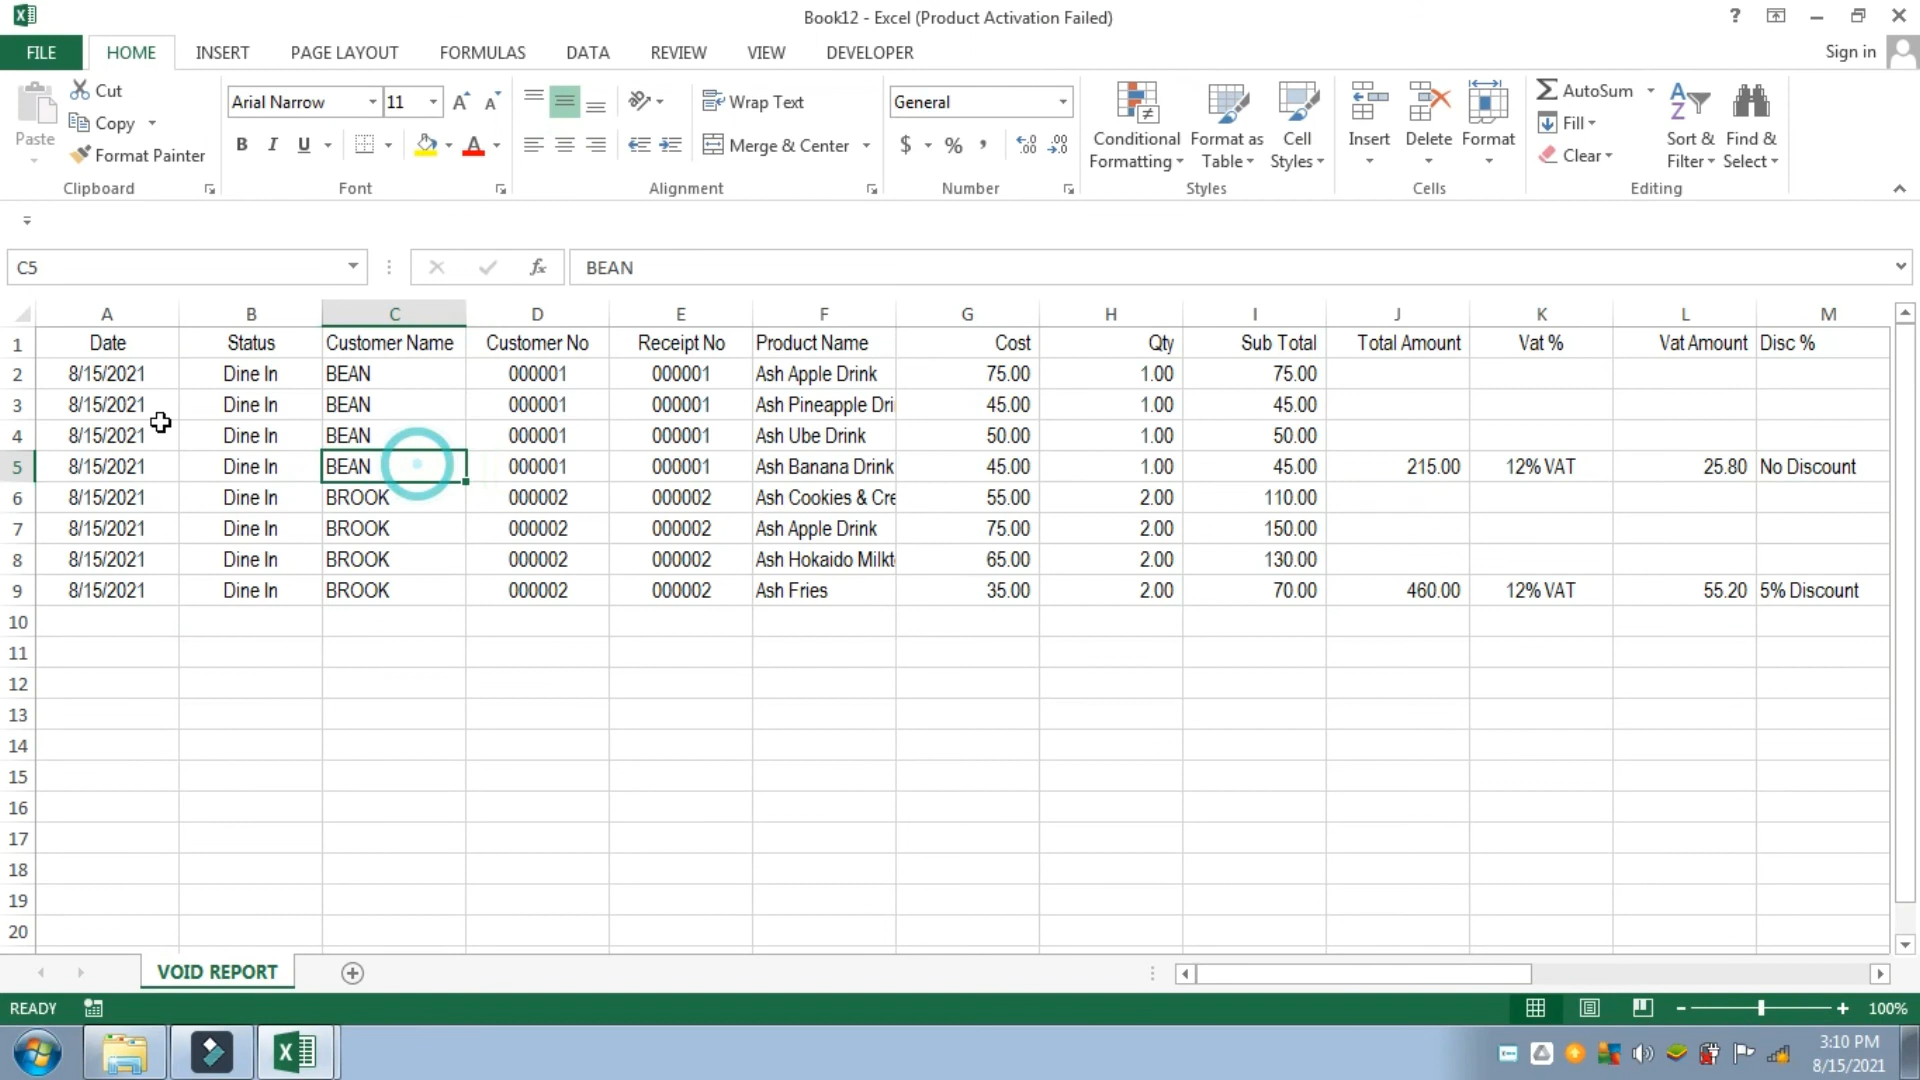 Book12 - Excel (Product Activation Failed)
FILE HOME INSERT PAGE LAYOUT FORMULAS DATA REVIEW VIEW DEVELOPER Sign in
Paste
Cut
Copy
Format Painter
Clipboard
Arial Narrow 11
B I U
Font
Wrap Text
Merge & Center
Alignment
General
$ % ,
Number
Conditional Formatting
Format as Table
Cell Styles
Styles
Insert Delete Format
Cells
AutoSum
Fill
Clear
Sort & Filter
Find & Select
Editing
C5 fx BEAN
A B C D E F G H I J K L M
1 Date Status Customer Name Customer No Receipt No Product Name Cost Qty Sub Total Total Amount Vat % Vat Amount Disc %
2 8/15/2021 Dine In BEAN 000001 000001 Ash Apple Drink 75.00 1.00 75.00
3 8/15/2021 Dine In BEAN 000001 000001 Ash Pineapple Dri 45.00 1.00 45.00
4 8/15/2021 Dine In BEAN 000001 000001 Ash Ube Drink 50.00 1.00 50.00
5 8/15/2021 Dine In BEAN 000001 000001 Ash Banana Drink 45.00 1.00 45.00 215.00 12% VAT 25.80 No Discount
6 8/15/2021 Dine In BROOK 000002 000002 Ash Cookies & Cre 55.00 2.00 110.00
7 8/15/2021 Dine In BROOK 000002 000002 Ash Apple Drink 75.00 2.00 150.00
8 8/15/2021 Dine In BROOK 000002 000002 Ash Hokaido Milkt 65.00 2.00 130.00
9 8/15/2021 Dine In BROOK 000002 000002 Ash Fries 35.00 2.00 70.00 460.00 12% VAT 55.20 5% Discount
10
11
12
13
14
15
16
17
18
19
20
VOID REPORT
READY 100%
3:10 PM
8/15/2021